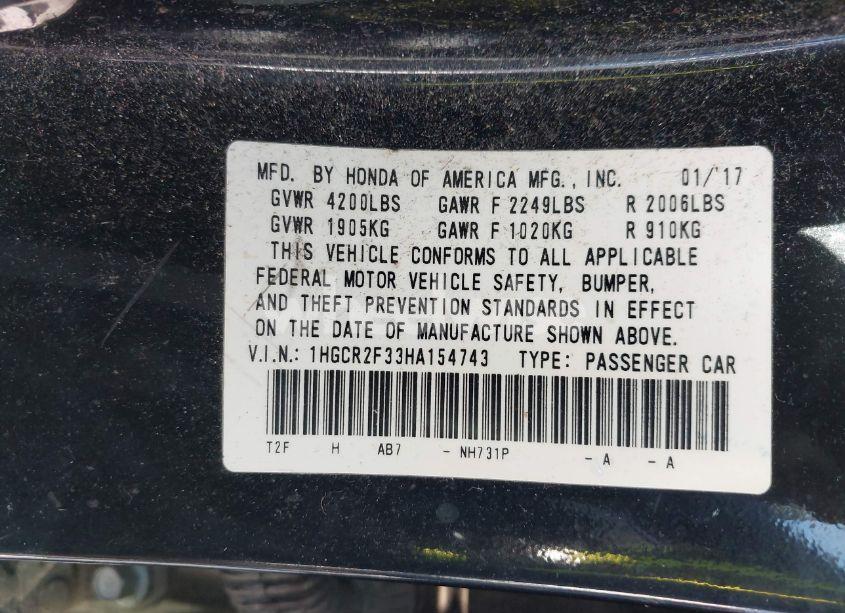 MFD. BY HONDA OF AMERICA MFG., INC. 01/'17
GVWR 4200LBS GAWR F 2249LBS R 2006LBS
GVWR 1905KG GAWR F 1020KG R 910KG
THIS VEHICLE CONFORMS TO ALL APPLICABLE
FEDERAL MOTOR VEHICLE SAFETY, BUMPER,
AND THEFT PREVENTION STANDARDS IN EFFECT
ON THE DATE OF MANUFACTURE SHOWN ABOVE.
V.I.N.: 1HGCR2F33HA154743 TYPE: PASSENGER CAR
T2F H AB7 - NH731P - A - A